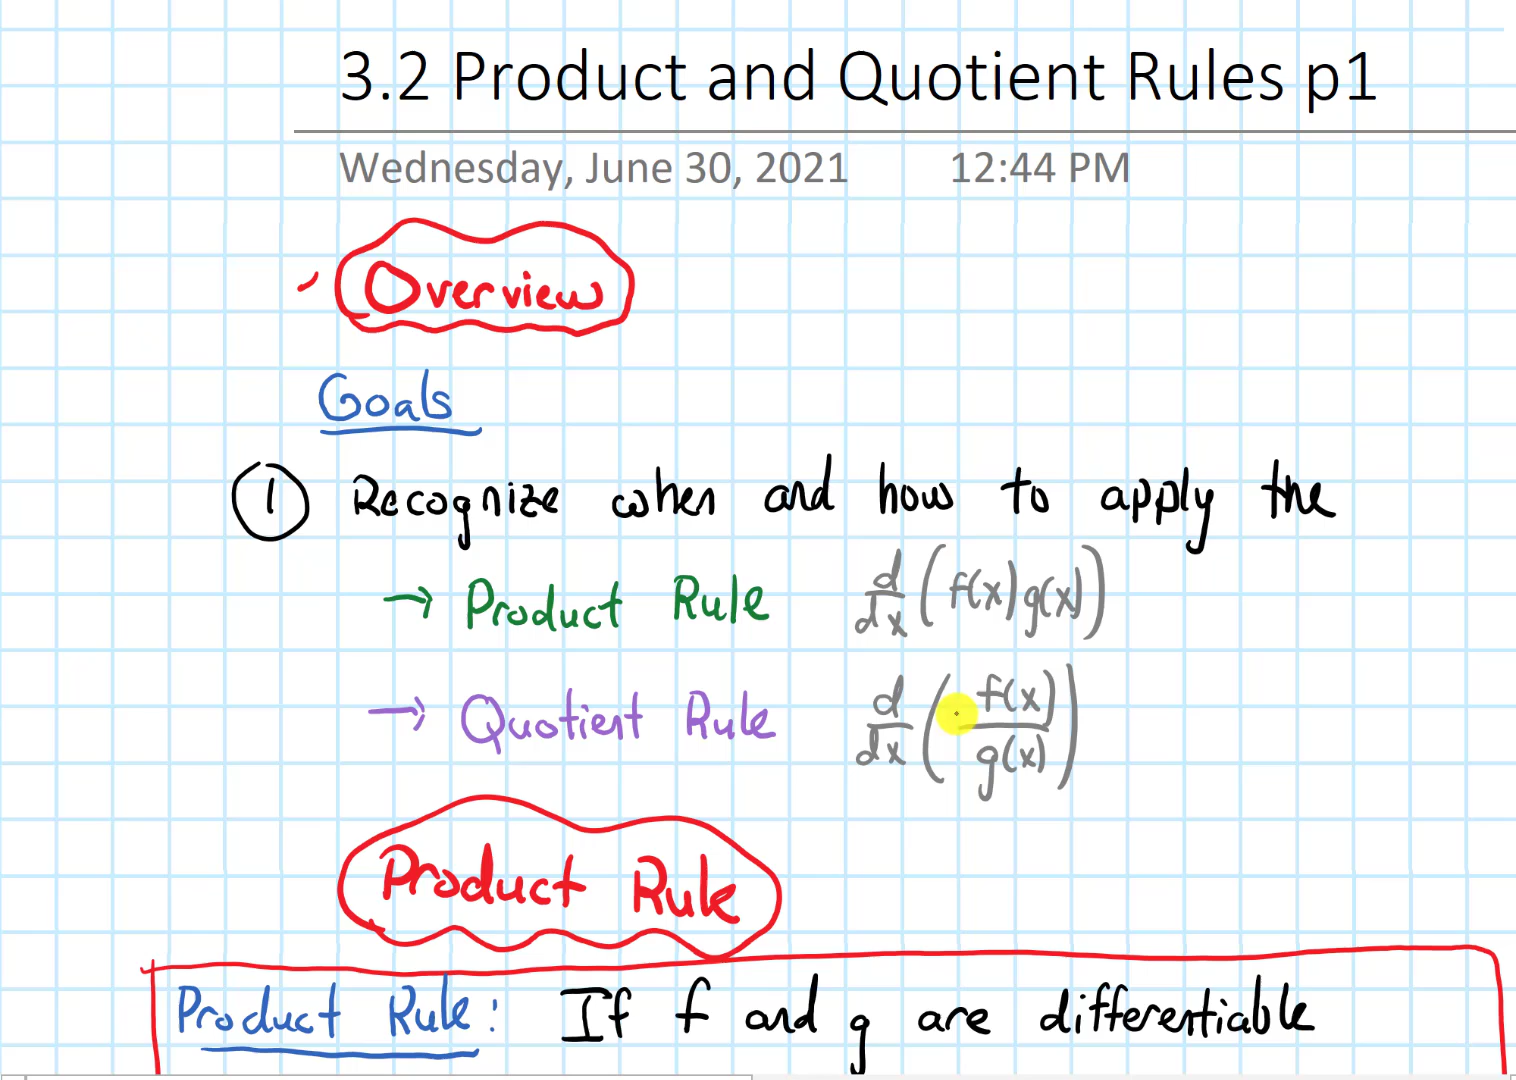 3.2 Product and Quotient Rules p1
Wednesday, June 30, 2021 12:44 PM
Overview
Goals
① Recognize when and how to apply the
→ Product Rule d/dx (f(x)g(x))
→ Quotient Rule d/dx (f(x)/g(x))
Product Rule
Product Rule: If f and g are differentiable